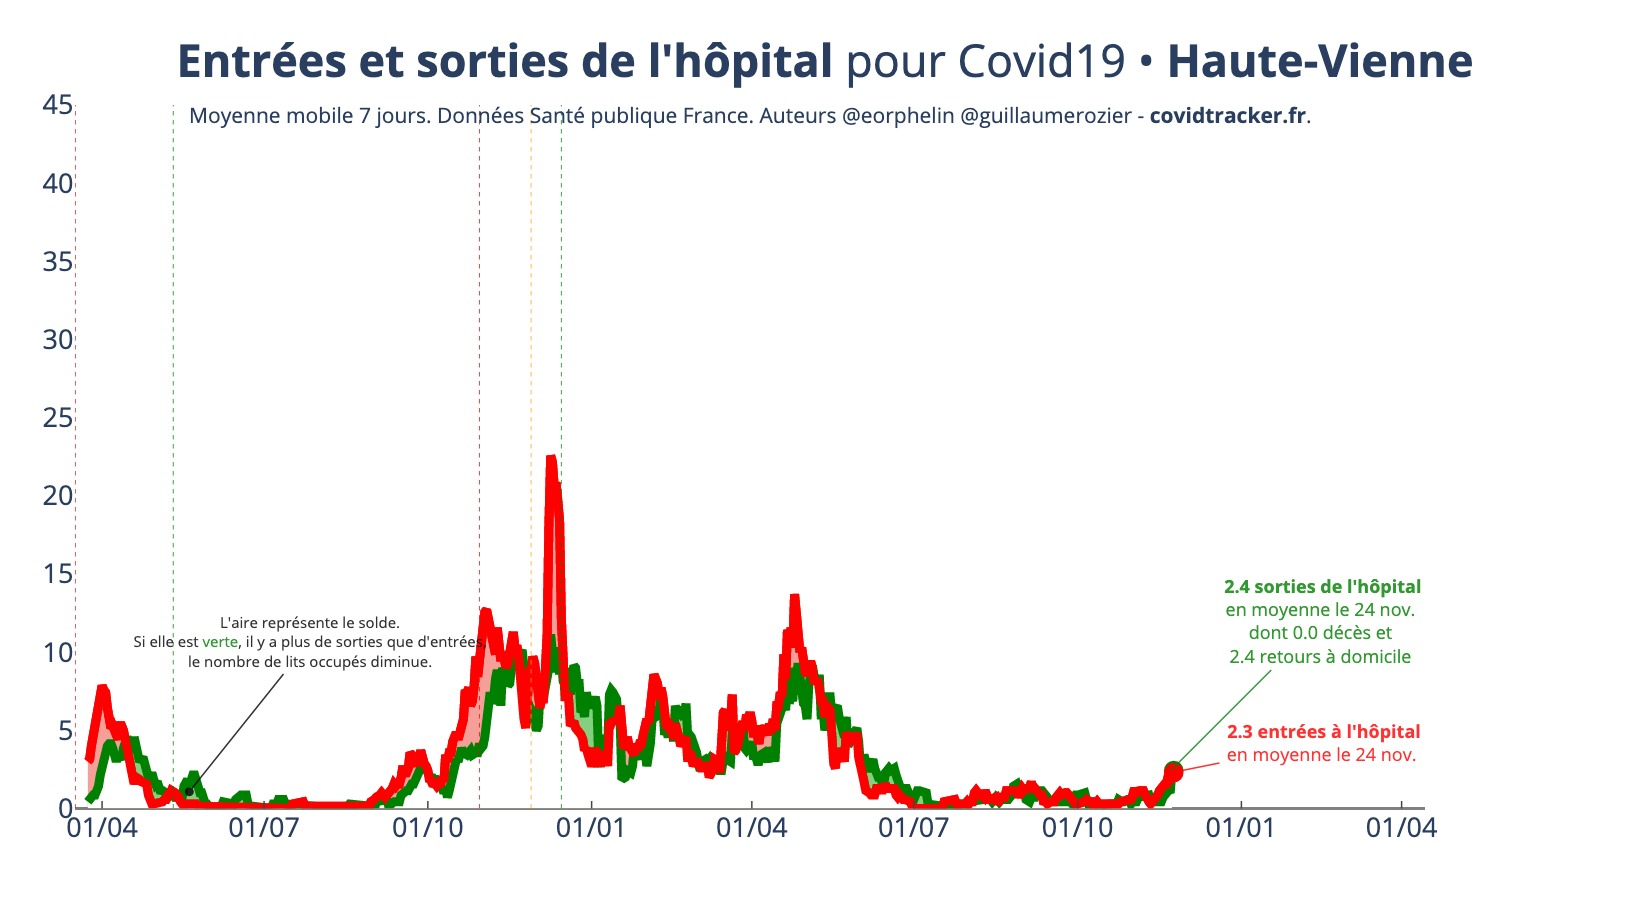 Entrées et sorties de l'hôpital pour Covid19 • Haute-Vienne
Moyenne mobile 7 jours. Données Santé publique France. Auteurs @eorphelin @guillaumerozier - covidtracker.fr.
45
40
35
30
25
20
15
10
5
0
L'aire représente le solde.
Si elle est verte, il y a plus de sorties que d'entrées,
le nombre de lits occupés diminue.
2.4 sorties de l'hôpital
en moyenne le 24 nov.
dont 0.0 décès et
2.4 retours à domicile
2.3 entrées à l'hôpital
en moyenne le 24 nov.
01/04 01/07 01/10 01/01 01/04 01/07 01/10 01/01 01/04